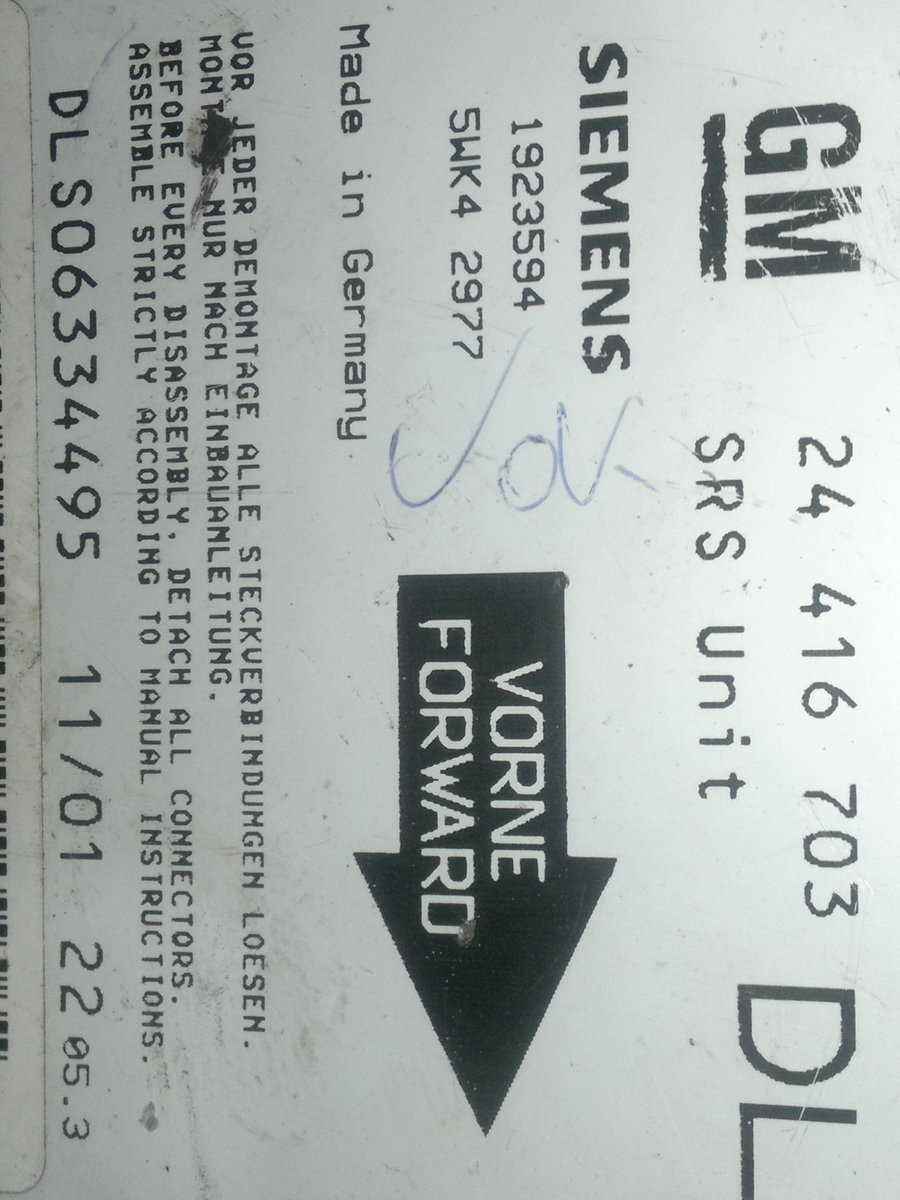 GM 24 416 703 DL
SRS Unit
SIEMENS
1923594
5WK4 2977
VORNE
FORWARD
Made in Germany
VOR JEDER DEMONTAGE ALLE STECKVERBINDUNGEN LOESEN.
MONTAGE NUR NACH EINBAUANLEITUNG.
BEFORE EVERY DISASSEMBLY, DETACH ALL CONNECTORS.
ASSEMBLE STRICTLY ACCORDING TO MANUAL INSTRUCTIONS.
DLS0633495 11/01 22 05.3